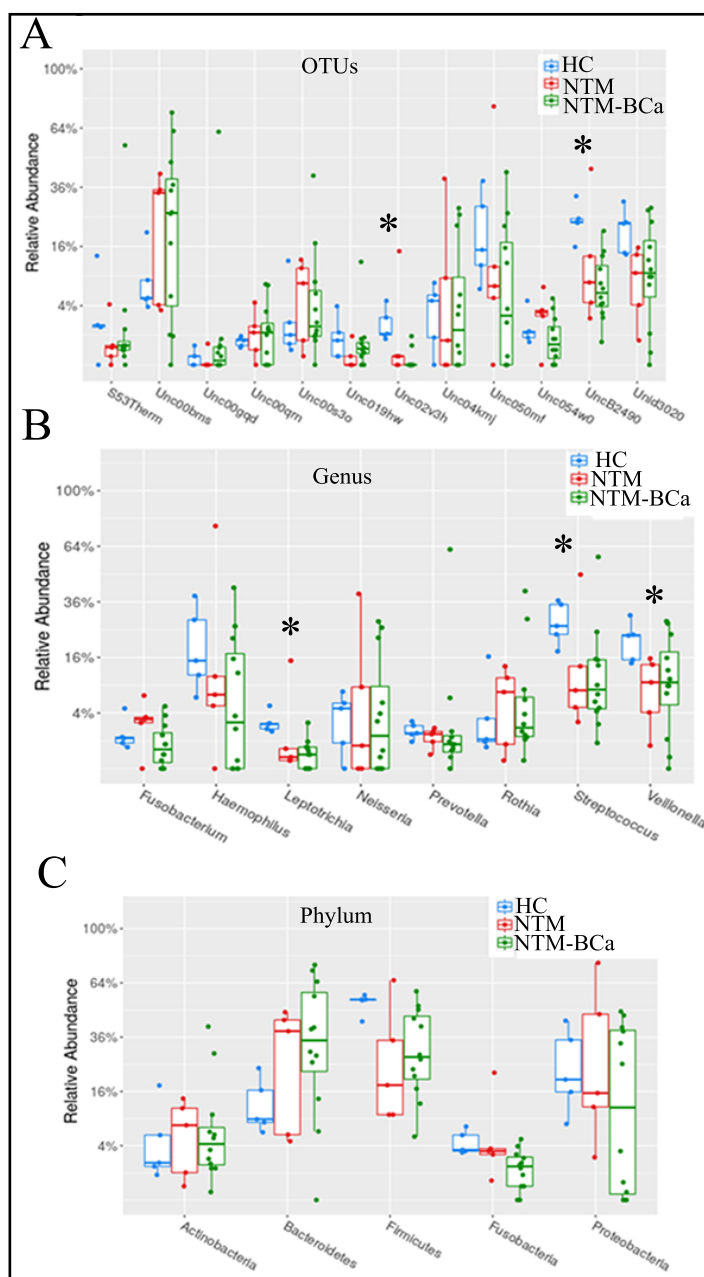 A
OTUs
HC
NTM
NTM-BCa
100%
64%
36%
16%
4%
Relative Abundance
*
*
S53Therm
Unc00bms
Unc00gqd
Unc00qrn
Unc00s3o
Unc019hw
Unc02v3h
Unc04kmj
Unc050mf
Unc054w0
UncB2490
Unid3020
B
Genus
HC
NTM
NTM-BCa
100%
64%
36%
16%
4%
Relative Abundance
*
*
*
Fusobacterium
Haemophilus
Leptotrichia
Neisseria
Prevotella
Rothia
Streptococcus
Veillonella
C
Phylum
HC
NTM
NTM-BCa
100%
64%
36%
16%
4%
Relative Abundance
Actinobacteria
Bacteroidetes
Firmicutes
Fusobacteria
Proteobacteria